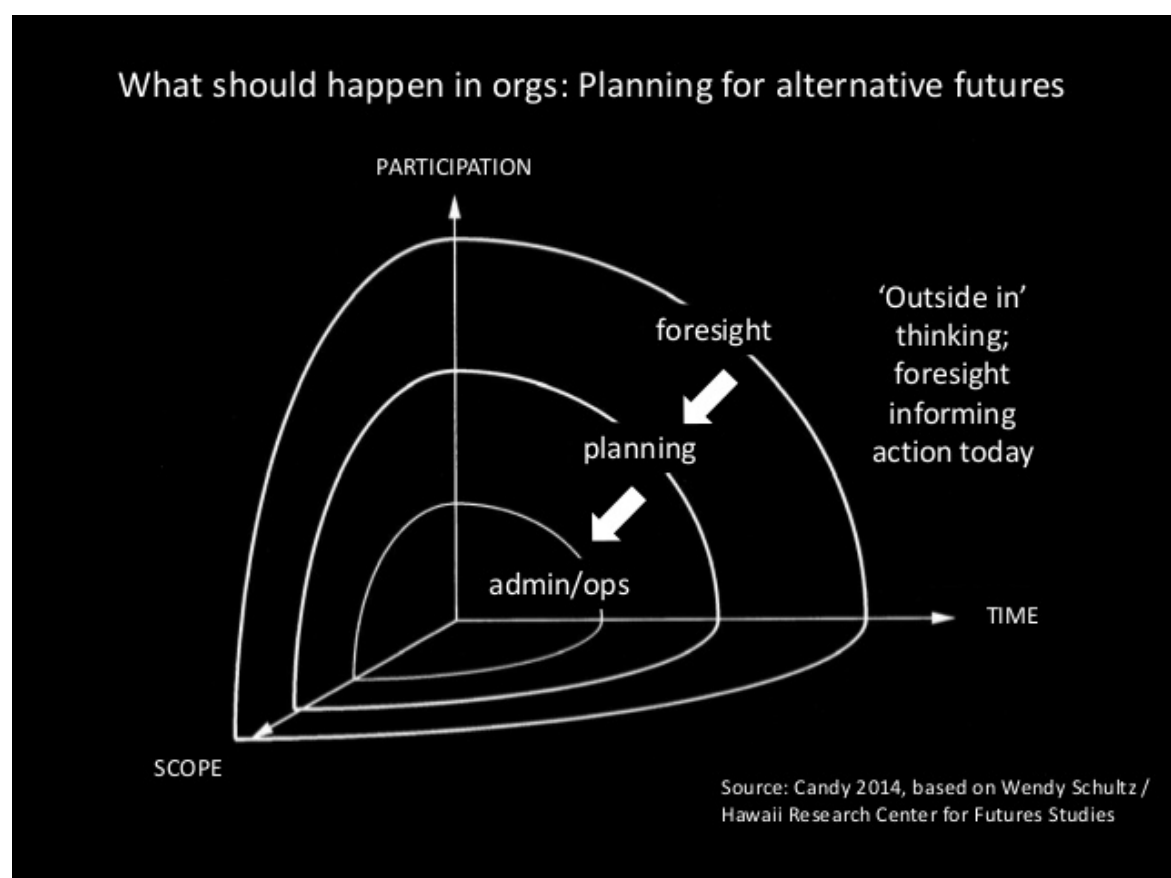 What should happen in orgs: Planning for alternative futures
PARTICIPATION
‘Outside in’
thinking;
foresight
informing
action today
foresight
planning
admin/ops
TIME
SCOPE
Source: Candy 2014, based on Wendy Schultz /
Hawaii Research Center for Futures Studies